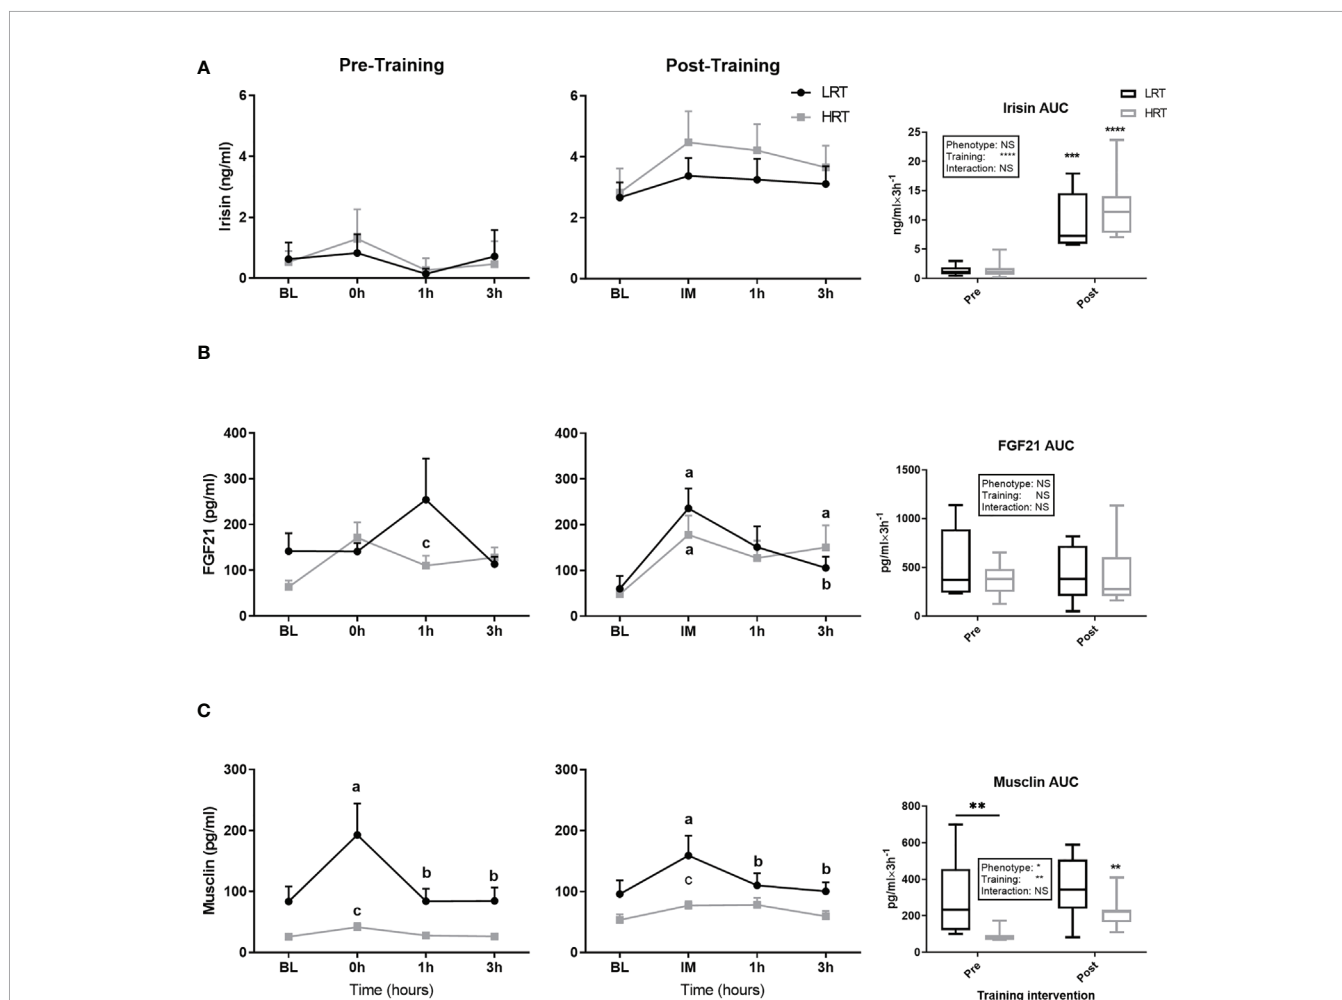 A
Pre-Training
Post-Training
LRT
HRT
Irisin (ng/ml)
6
4
2
0
BL 0h 1h 3h
6
4
2
0
BL IM 1h 3h
Irisin AUC
LRT
HRT
ng/ml×3h⁻¹
25
20
15
10
5
0
Phenotype: NS
Training: ****
Interaction: NS
***
****
Pre Post
B
FGF21 (pg/ml)
400
300
200
100
0
c
BL 0h 1h 3h
400
300
200
100
0
a
a
a
b
BL IM 1h 3h
FGF21 AUC
pg/ml×3h⁻¹
1500
1000
500
0
Phenotype: NS
Training: NS
Interaction: NS
Pre Post
C
Musclin (pg/ml)
300
200
100
0
a
b b
c
BL 0h 1h 3h
Time (hours)
300
200
100
0
a
b b
c
BL IM 1h 3h
Time (hours)
Musclin AUC
pg/ml×3h⁻¹
800
600
400
200
0
**
Phenotype: *
Training: **
Interaction: NS
**
Pre Post
Training intervention